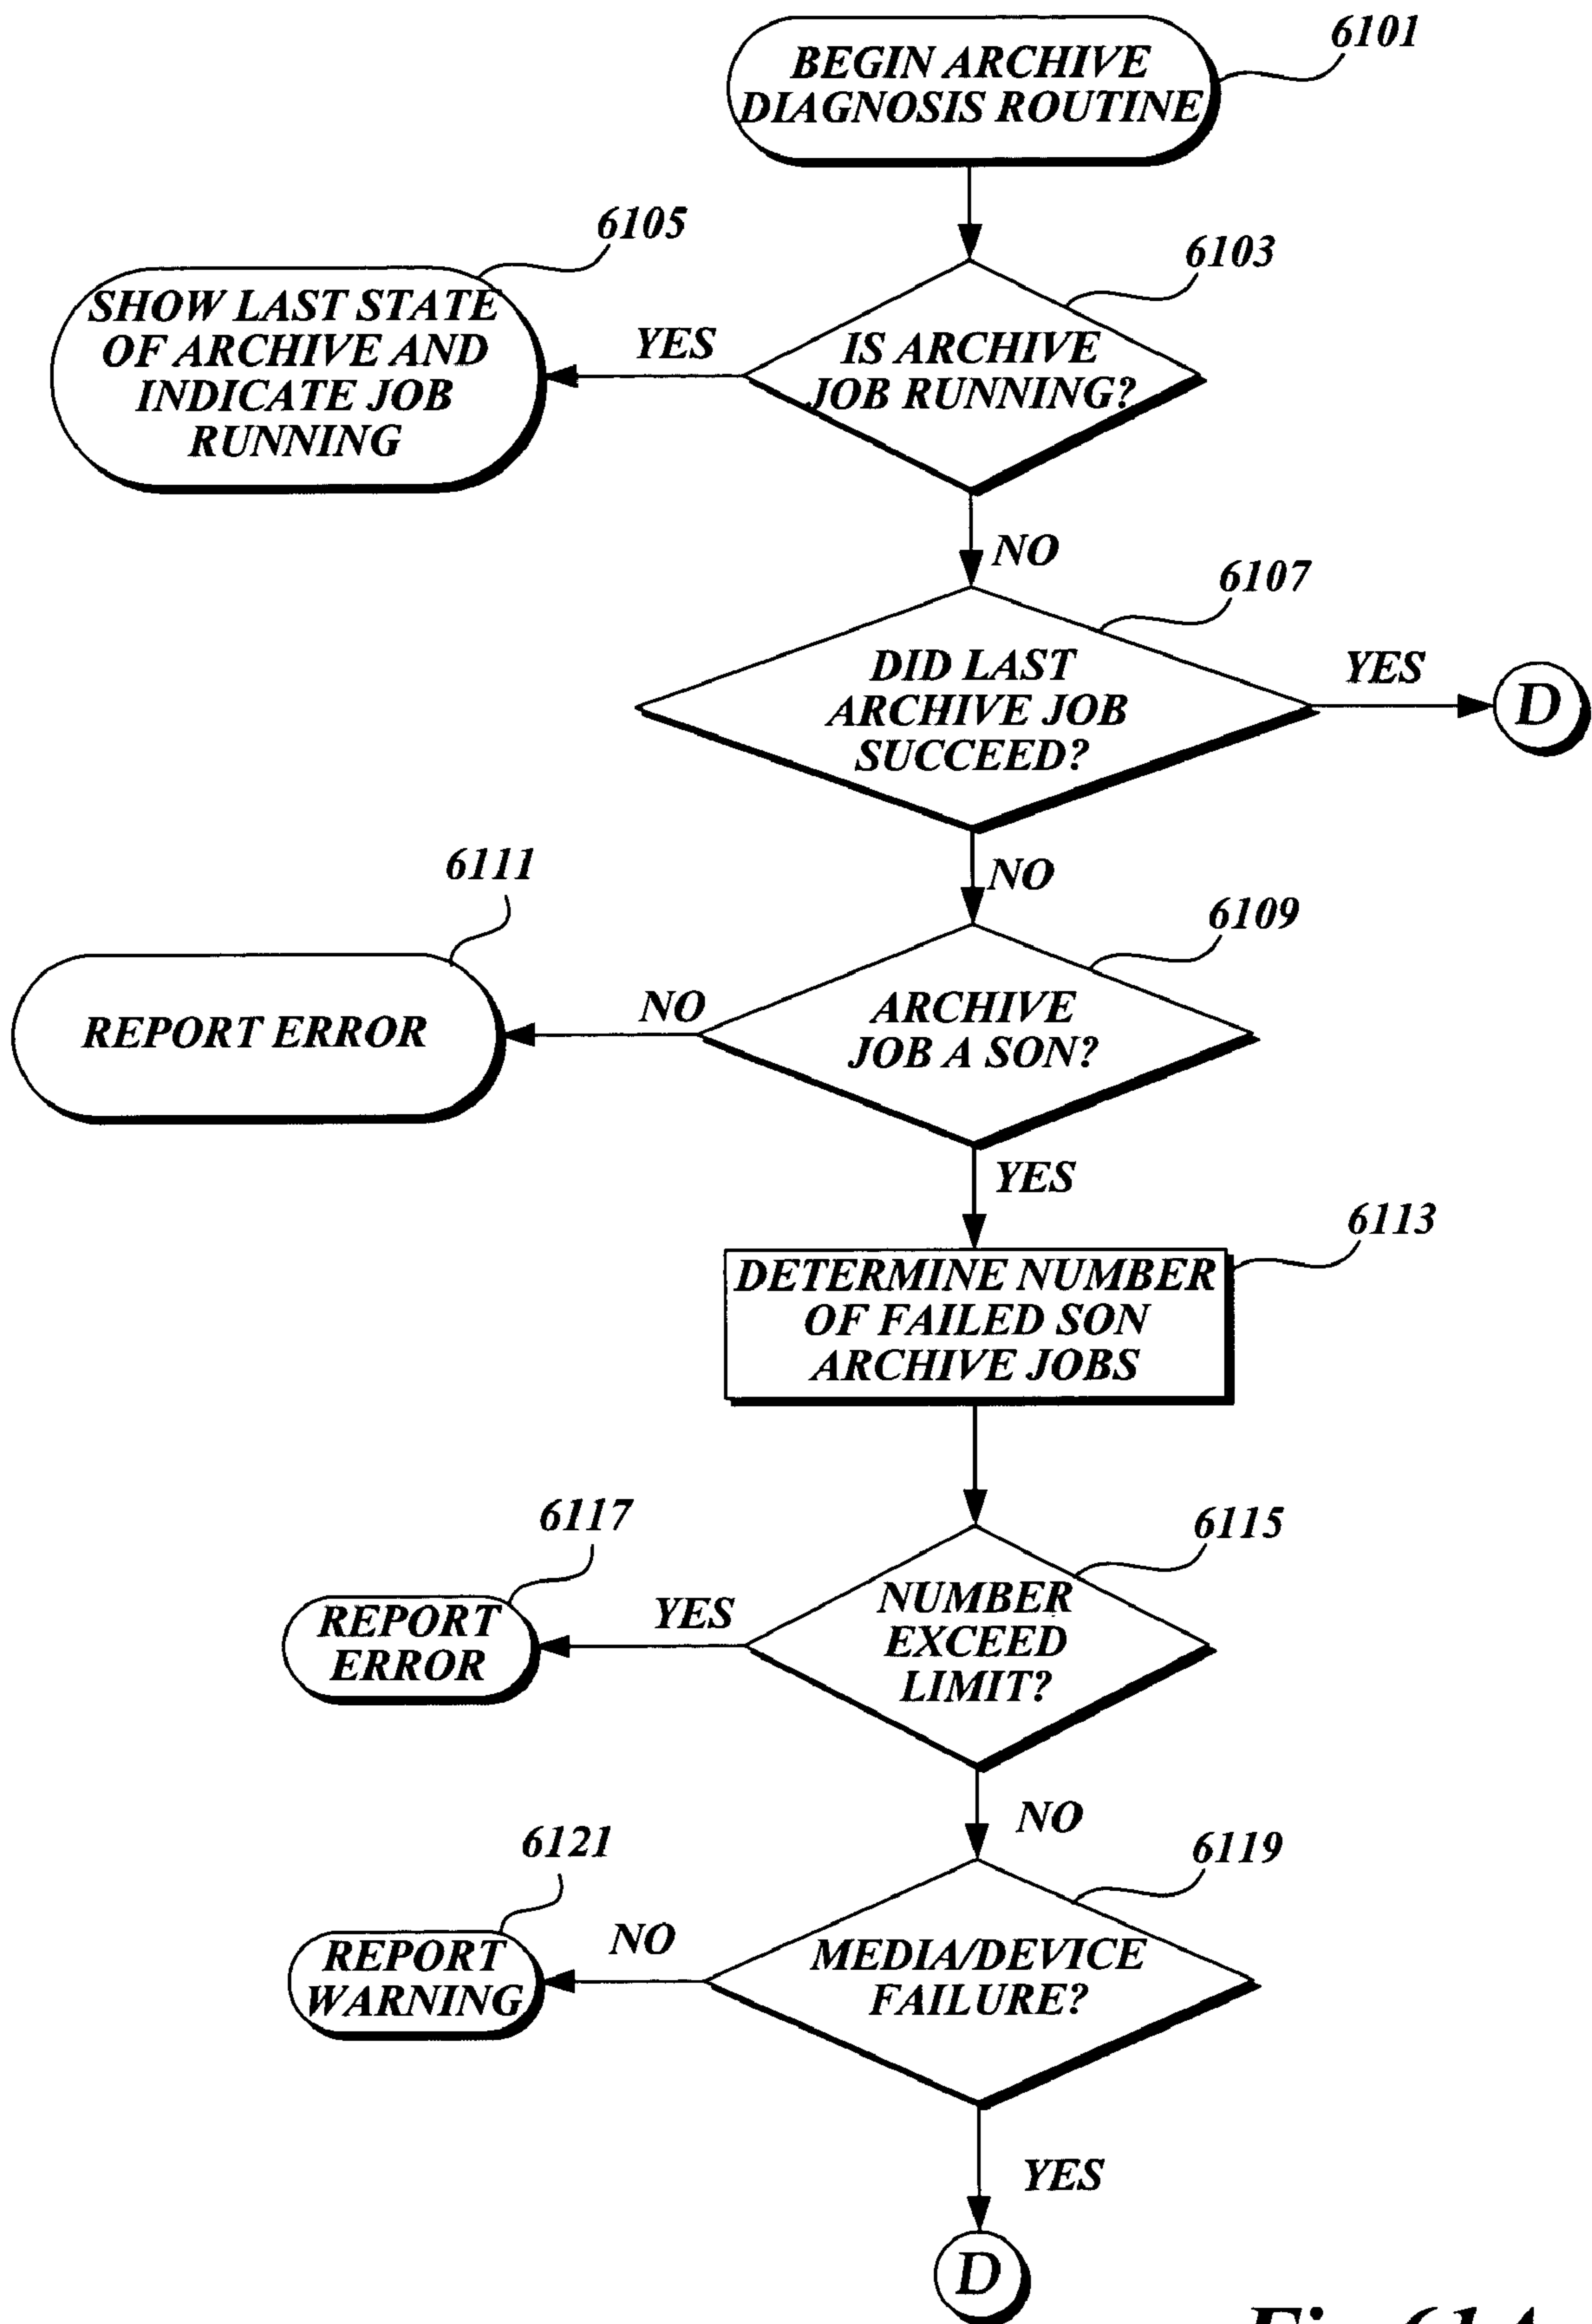 6101
BEGIN ARCHIVE
DIAGNOSIS ROUTINE
6105
6103
SHOW LAST STATE
OF ARCHIVE AND
INDICATE JOB
RUNNING
YES
IS ARCHIVE
JOB RUNNING?
NO
6107
DID LAST
ARCHIVE JOB
SUCCEED?
YES
D
NO
6111
6109
REPORT ERROR
NO
ARCHIVE
JOB A SON?
YES
6113
DETERMINE NUMBER
OF FAILED SON
ARCHIVE JOBS
6117
6115
REPORT
ERROR
YES
NUMBER
EXCEED
LIMIT?
NO
6121
6119
REPORT
WARNING
NO
MEDIA/DEVICE
FAILURE?
YES
D